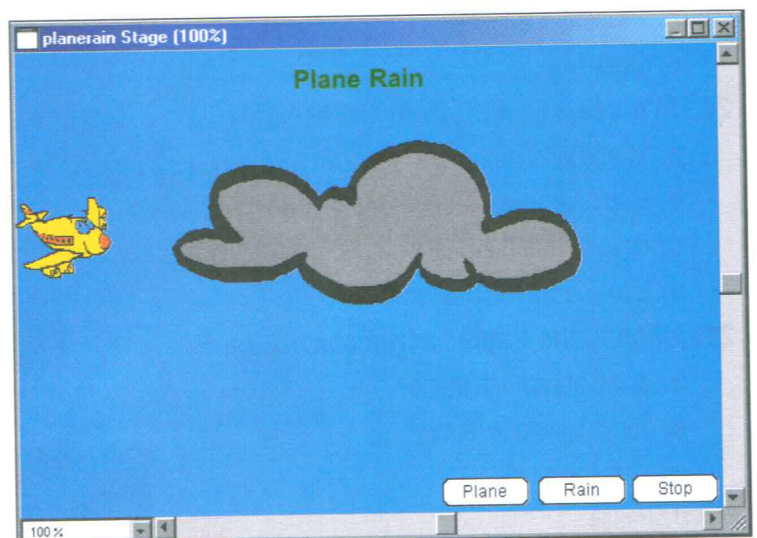 planerain Stage (100%)
Plane Rain
Plane
Rain
Stop
100%